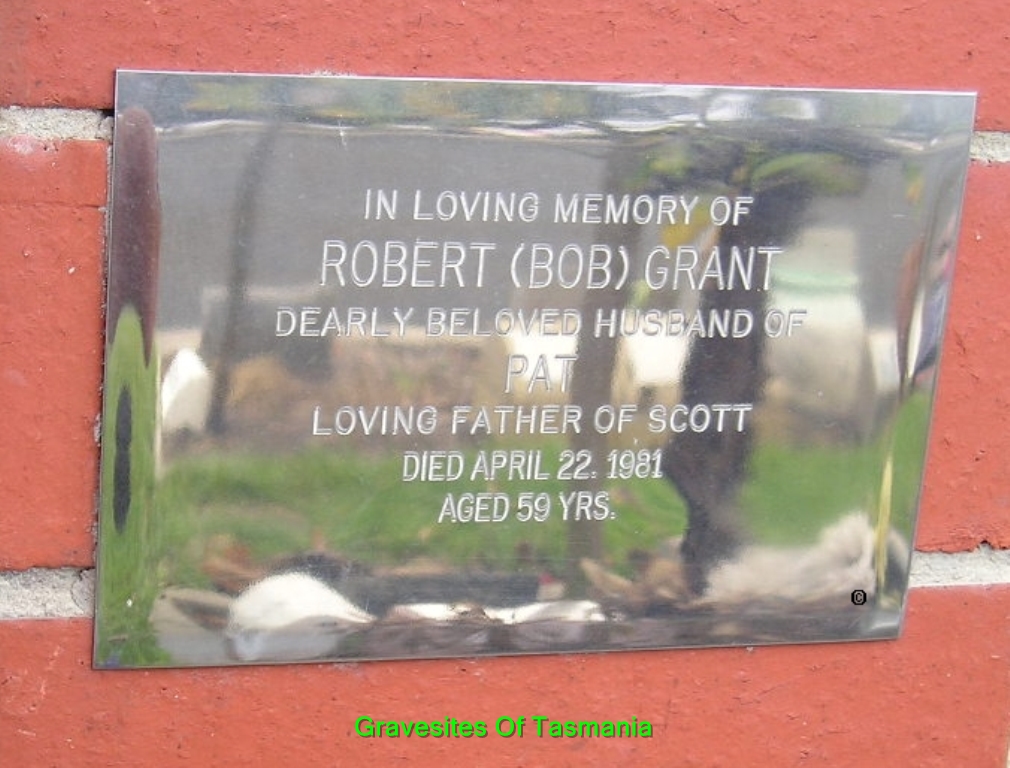 IN LOVING MEMORY OF
ROBERT (BOB) GRANT
DEARLY BELOVED HUSBAND OF
PAT
LOVING FATHER OF SCOTT
DIED APRIL 22. 1981
AGED 59 YRS.
©
Gravesites Of Tasmania